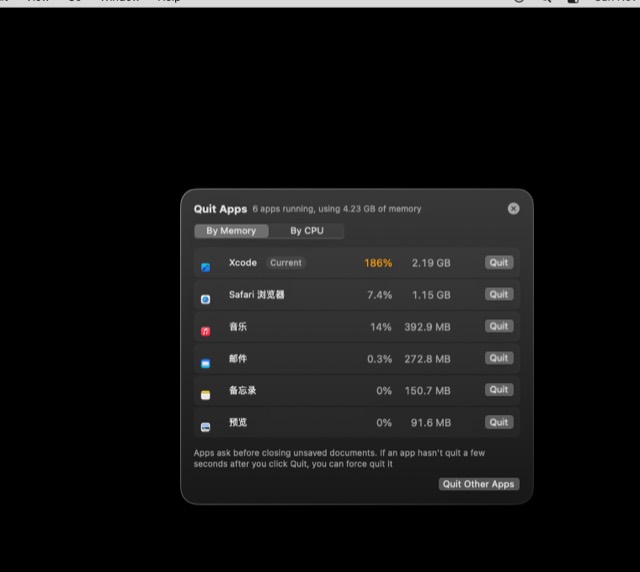 Quit Apps 6 apps running, using 4.23 GB of memory
By Memory By CPU
Xcode Current 186% 2.19 GB Quit
Safari 浏览器 7.4% 1.15 GB Quit
音乐 14% 392.9 MB Quit
邮件 0.3% 272.8 MB Quit
备忘录 0% 150.7 MB Quit
预览 0% 91.6 MB Quit
Apps ask before closing unsaved documents. If an app hasn't quit a few
seconds after you click Quit, you can force quit it
Quit Other Apps